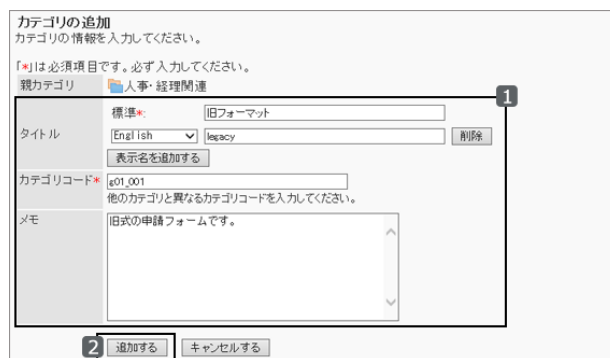 カテゴリの追加
カテゴリの情報を入力してください。
「*」は必須項目です。必ず入力してください。
親カテゴリ 人事・経理関連
1
標準*: 旧フォーマット
タイトル English legacy 削除
表示名を追加する
カテゴリコード* g01_001
他のカテゴリと異なるカテゴリコードを入力してください。
メモ 旧式の申請フォームです。
2 追加する キャンセルする